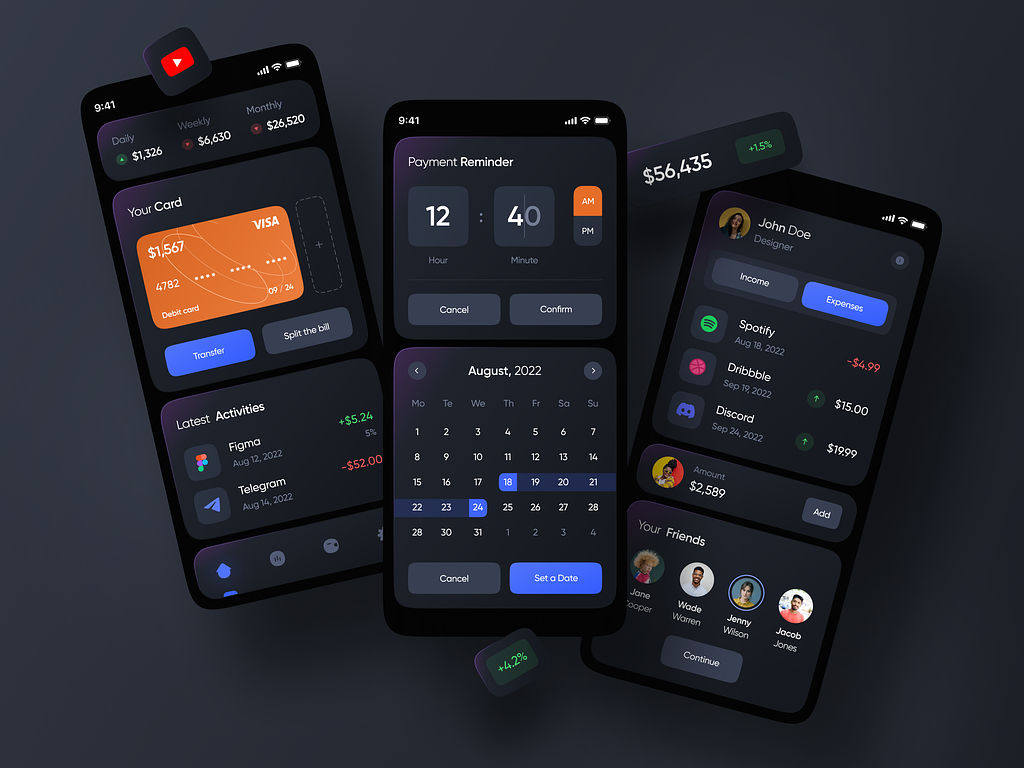 9:41
Daily Weekly Monthly
$1,326 $6,630 $26,520
Your Card
$1,567 VISA
4782 •••• •••• ••••
Debit card 09 / 24
+
Transfer Split the bill
Latest Activities
Figma +$5.24
Aug 12, 2022 5%
Telegram -$52.00
Aug 14, 2022
9:41
Payment Reminder
12 : 40 AM
PM
Hour Minute
Cancel Confirm
August, 2022
Mo Te We Th Fr Sa Su
1 2 3 4 5 6 7
8 9 10 11 12 13 14
15 16 17 18 19 20 21
22 23 24 25 26 27 28
28 30 31 1 2 3 4
Cancel Set a Date
+4.2%
$56,435 +1.5%
John Doe
Designer
Income Expenses
Spotify -$4.99
Aug 18, 2022
Dribbble $15.00
Sep 19, 2022
Discord $19,99
Sep 24, 2022
Amount
$2,589 Add
Your Friends
Jane Wade Jenny Jacob
Cooper Warren Wilson Jones
Continue